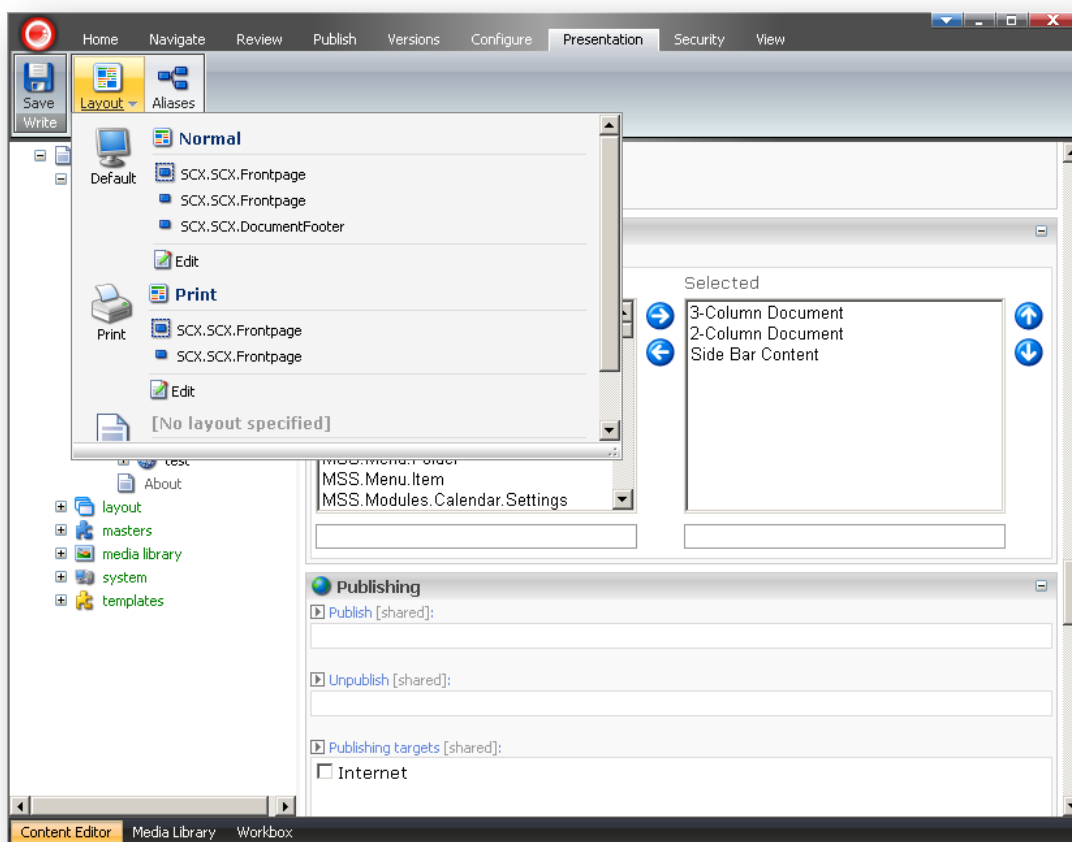 Home Navigate Review Publish Versions Configure Presentation Security View
Save
Write
Layout
Aliases
Default
Normal
SCX.SCX.Frontpage
SCX.SCX.Frontpage
SCX.SCX.DocumentFooter
Edit
Print
Print
SCX.SCX.Frontpage
SCX.SCX.Frontpage
Edit
[No layout specified]
test
About
layout
masters
media library
system
templates
Selected
3-Column Document
2-Column Document
Side Bar Content
MSS.Menu.Folder
MSS.Menu.Item
MSS.Modules.Calendar.Settings
Publishing
Publish [shared]:
Unpublish [shared]:
Publishing targets [shared]:
Internet
Content Editor Media Library Workbox